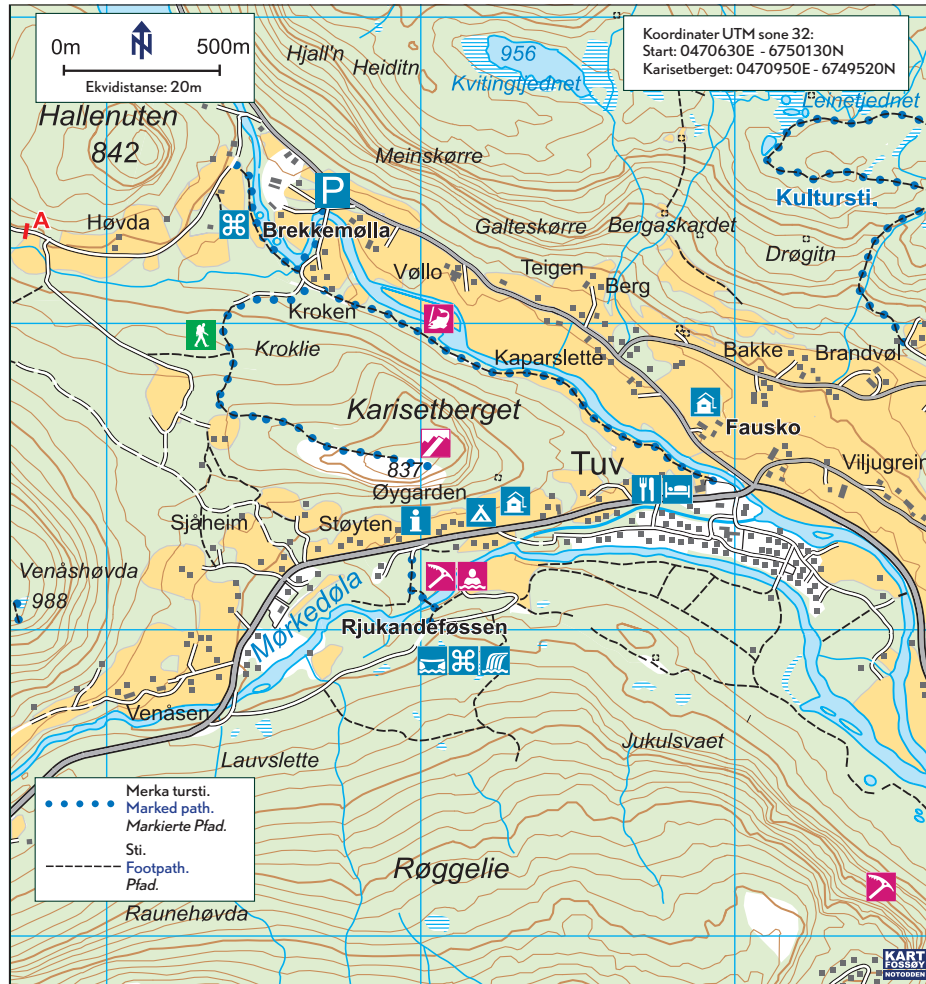 0m 500m
Ekvidistanse: 20m
N
Koordinater UTM sone 32:
Start: 0470630E - 6750130N
Karisetberget: 0470950E - 6749520N
Hjall'n
Heiditn
956
Kvitingtjednet
Leinetjednet
Hallenuten
842
Meinskørre
P
Kultursti.
A
Høvda
Brekkemølla
Galteskørre
Bergaskardet
Drøgitn
Vøllo
Teigen
Berg
Kroken
Kroklie
Kaparslette
Bakke
Brandvøl
Karisetberget
Fausko
837
Tuv
Viljugrein
Øygarden
Sjåheim
Støyten
i
Venåshøvda
988
Mørkedøla
Rjukandeføssen
Venåsen
Lauvslette
Jukulsvaet
Merka tursti.
Marked path.
Markierte Pfad.
Sti.
Footpath.
Pfad.
Røggelie
Raunehøvda
KART
FOSSØY
NOTODDEN